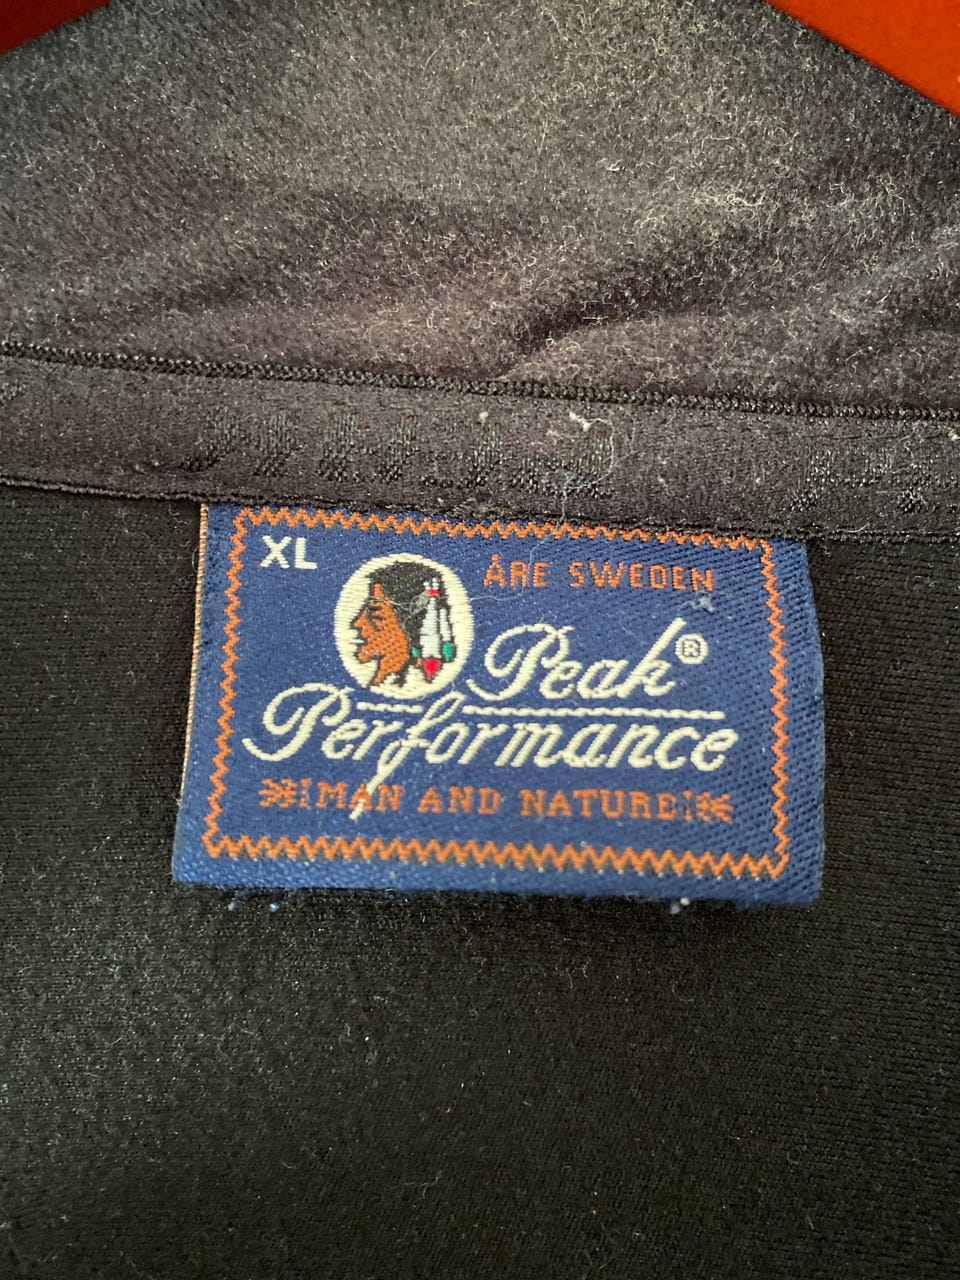 XL
ÅRE SWEDEN
Peak®
Performance
MAN AND NATURE